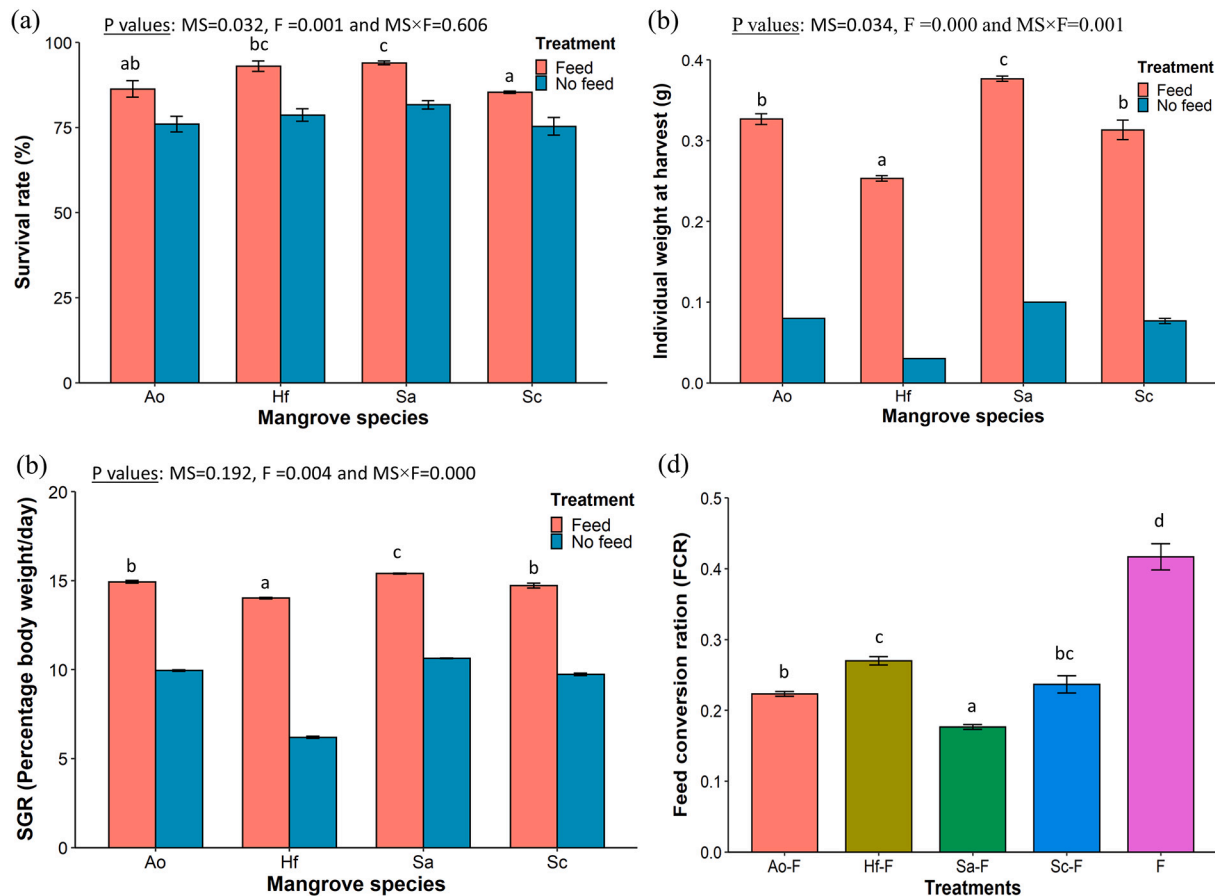 (a)
P values: MS=0.032, F =0.001 and MS×F=0.606
Treatment
Feed
No feed
Survival rate (%)
100
75
50
25
0
ab
bc
c
a
Ao
Hf
Sa
Sc
Mangrove species
(b)
P values: MS=0.034, F =0.000 and MS×F=0.001
Treatment
Feed
No feed
Individual weight at harvest (g)
0.4
0.3
0.2
0.1
0.0
b
a
c
b
Ao
Hf
Sa
Sc
Mangrove species
(b)
P values: MS=0.192, F =0.004 and MS×F=0.000
Treatment
Feed
No feed
SGR (Percentage body weight/day)
20
15
10
5
0
b
a
c
b
Ao
Hf
Sa
Sc
Mangrove species
(d)
Feed conversion ration (FCR)
0.5
0.4
0.3
0.2
0.1
0.0
b
c
a
bc
d
Ao-F
Hf-F
Sa-F
Sc-F
F
Treatments